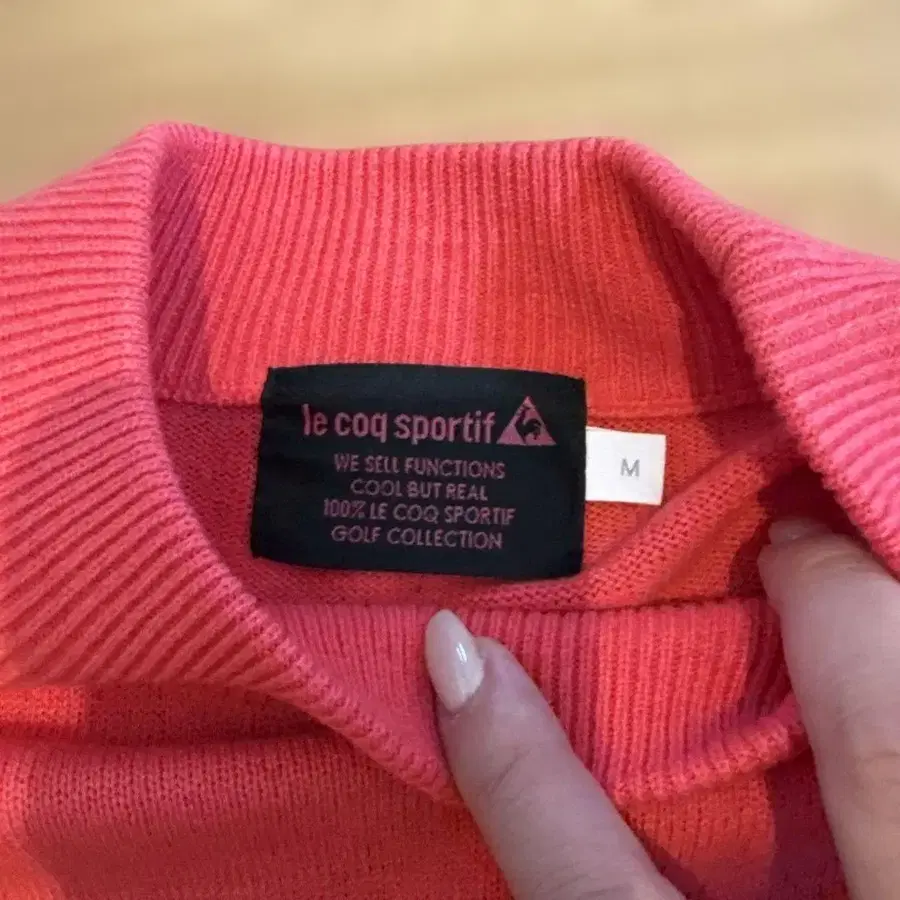 le coq sportif
WE SELL FUNCTIONS
COOL BUT REAL
100% LE COQ SPORTIF
GOLF COLLECTION
M